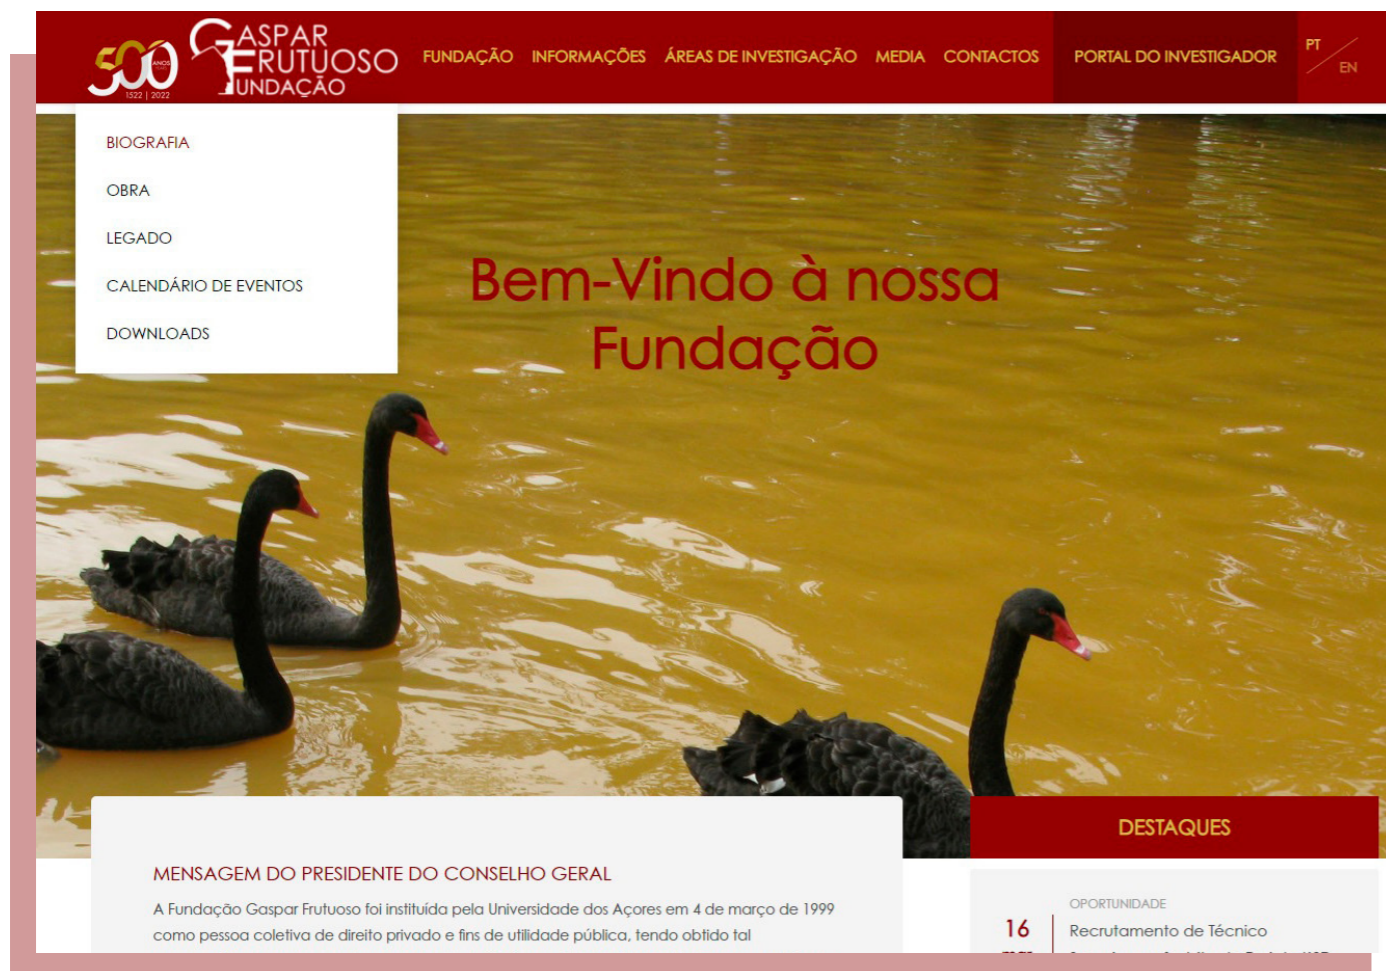 500 ANOS
1522 | 2022
GASPAR
FRUTUOSO
FUNDAÇÃO
FUNDAÇÃO INFORMAÇÕES ÁREAS DE INVESTIGAÇÃO MEDIA CONTACTOS PORTAL DO INVESTIGADOR PT EN
BIOGRAFIA
OBRA
LEGADO
CALENDÁRIO DE EVENTOS
DOWNLOADS
Bem-Vindo à nossa
Fundação
MENSAGEM DO PRESIDENTE DO CONSELHO GERAL
A Fundação Gaspar Frutuoso foi instituída pela Universidade dos Açores em 4 de março de 1999
como pessoa coletiva de direito privado e fins de utilidade pública, tendo obtido tal
DESTAQUES
OPORTUNIDADE
16
Recrutamento de Técnico